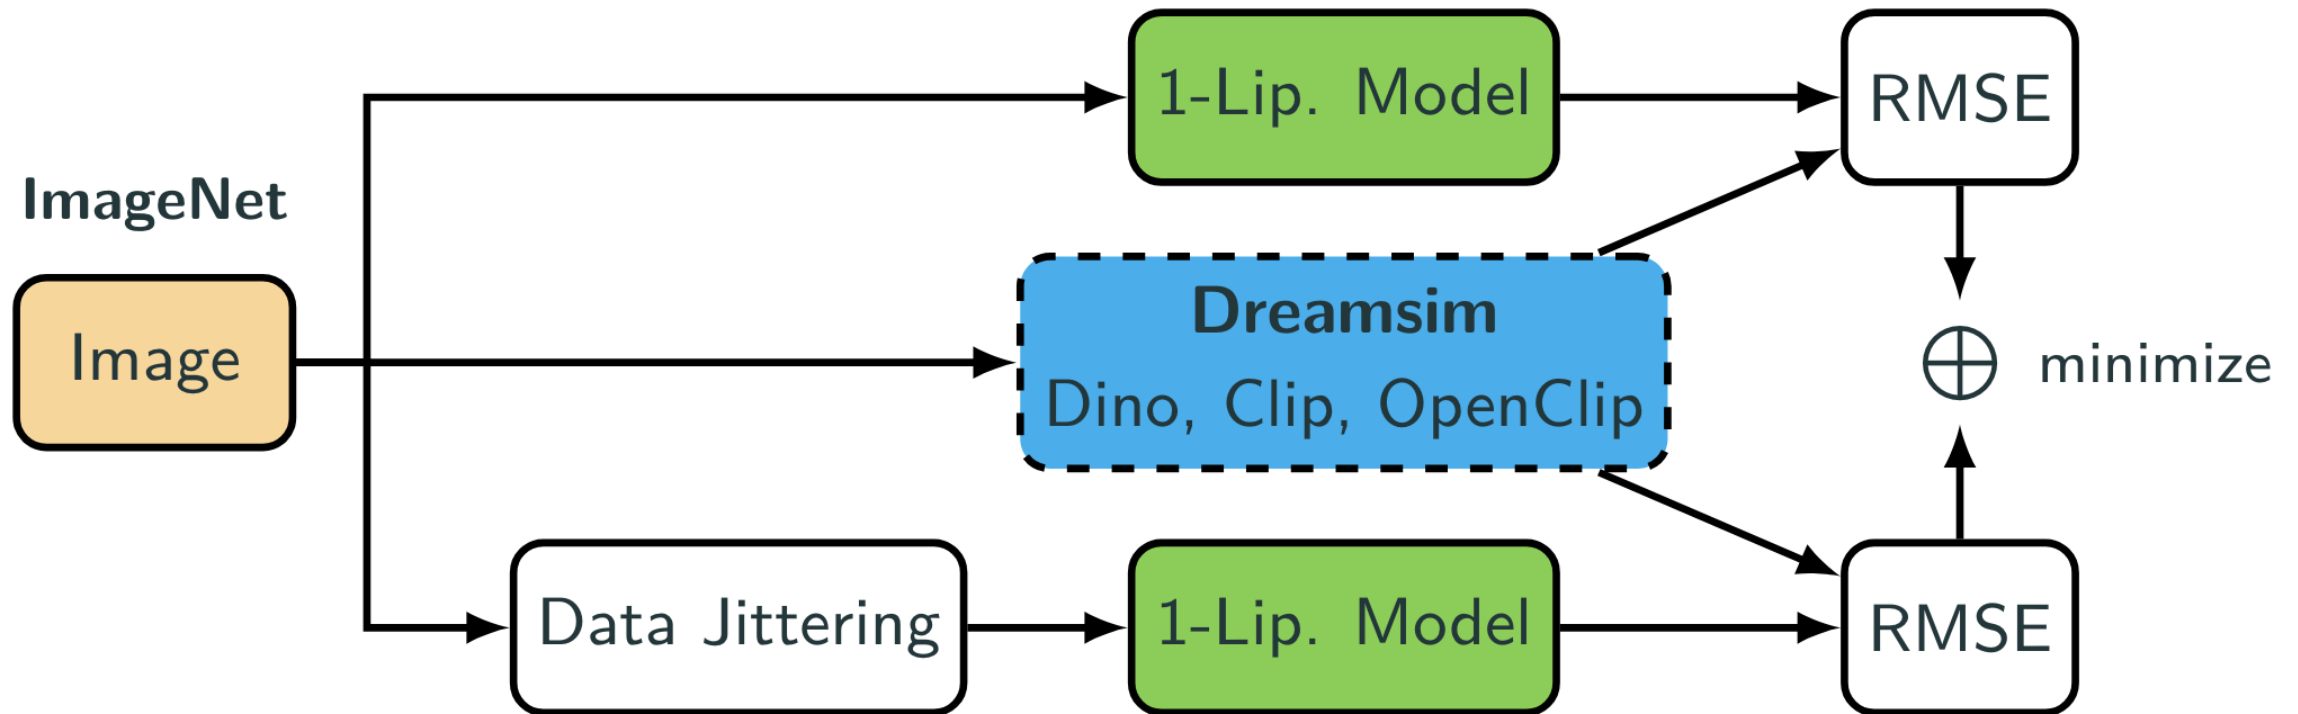 1-Lip. Model
RMSE
ImageNet
Image
Dreamsim
Dino, Clip, OpenClip
minimize
Data Jittering
1-Lip. Model
RMSE